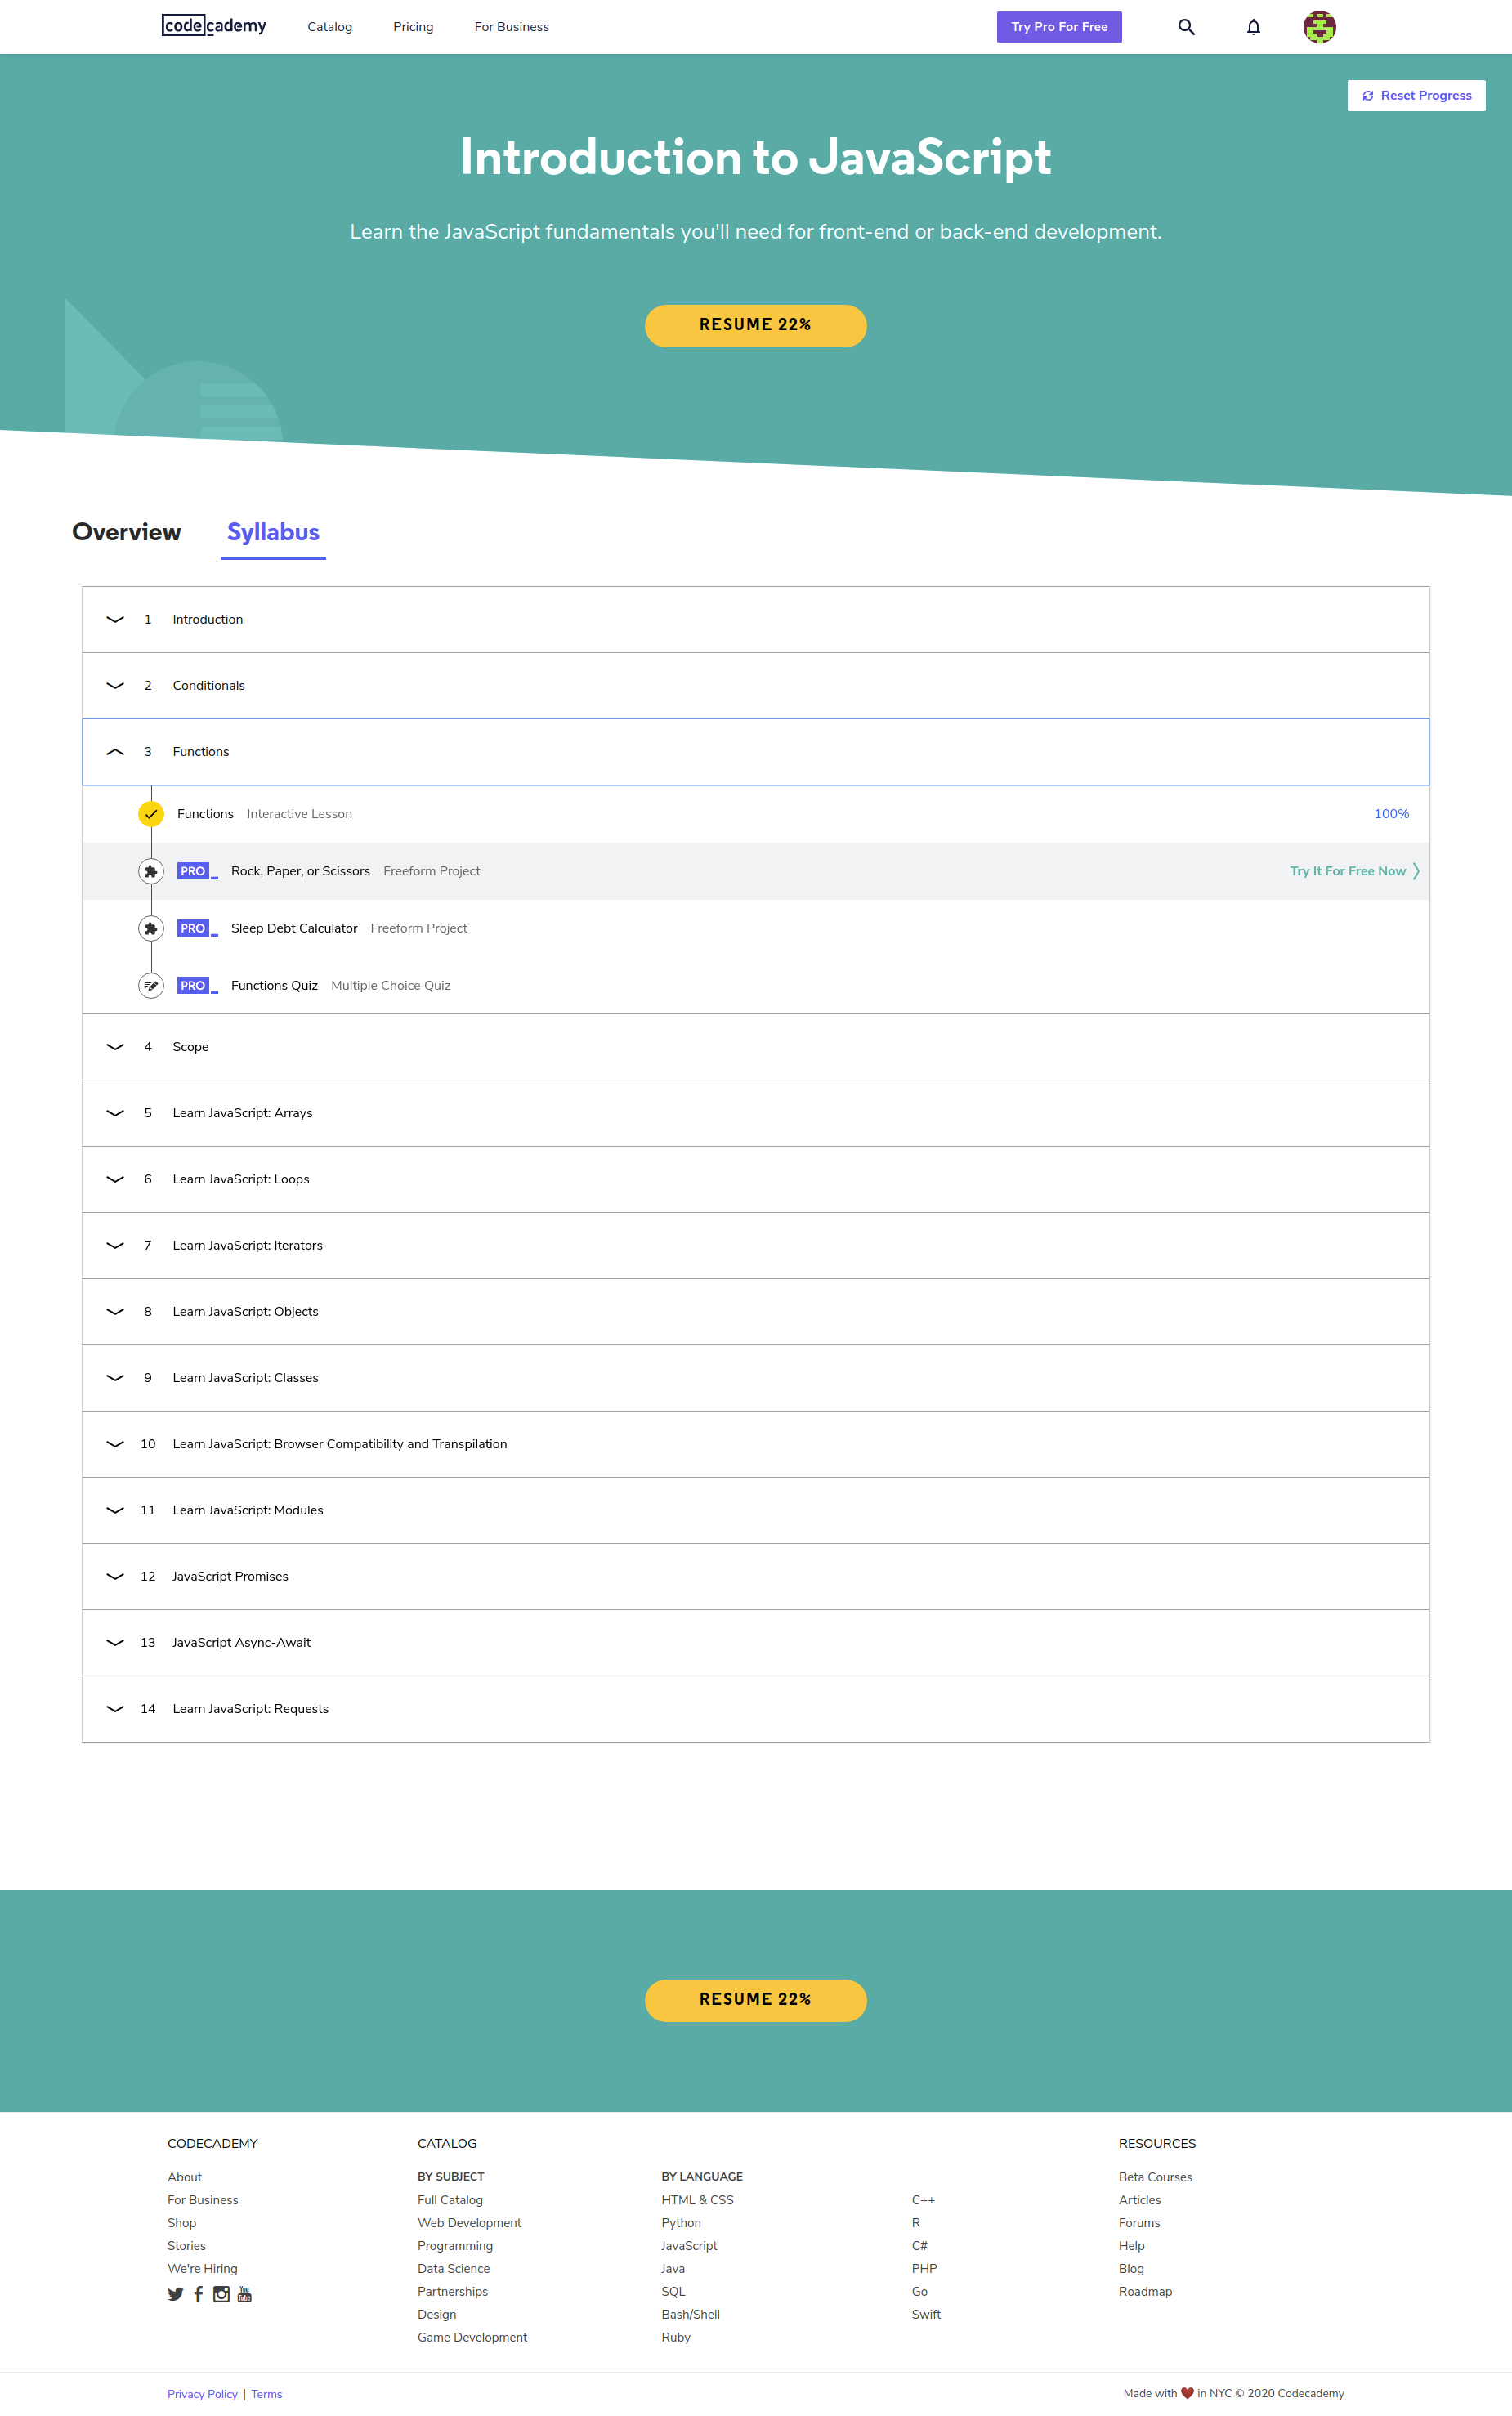 codecademy Catalog Pricing For Business Try Pro For Free
Reset Progress
Introduction to JavaScript
Learn the JavaScript fundamentals you'll need for front-end or back-end development.
RESUME 22%
Overview Syllabus
1 Introduction
2 Conditionals
3 Functions
Functions Interactive Lesson 100%
PRO Rock, Paper, or Scissors Freeform Project Try It For Free Now
PRO Sleep Debt Calculator Freeform Project
PRO Functions Quiz Multiple Choice Quiz
4 Scope
5 Learn JavaScript: Arrays
6 Learn JavaScript: Loops
7 Learn JavaScript: Iterators
8 Learn JavaScript: Objects
9 Learn JavaScript: Classes
10 Learn JavaScript: Browser Compatibility and Transpilation
11 Learn JavaScript: Modules
12 JavaScript Promises
13 JavaScript Async-Await
14 Learn JavaScript: Requests
RESUME 22%
CODECADEMY
About
For Business
Shop
Stories
We're Hiring
You Tube
CATALOG
BY SUBJECT
Full Catalog
Web Development
Programming
Data Science
Partnerships
Design
Game Development
BY LANGUAGE
HTML & CSS
Python
JavaScript
Java
SQL
Bash/Shell
Ruby
C++
R
C#
PHP
Go
Swift
RESOURCES
Beta Courses
Articles
Forums
Help
Blog
Roadmap
Privacy Policy | Terms
Made with ❤️ in NYC © 2020 Codecademy